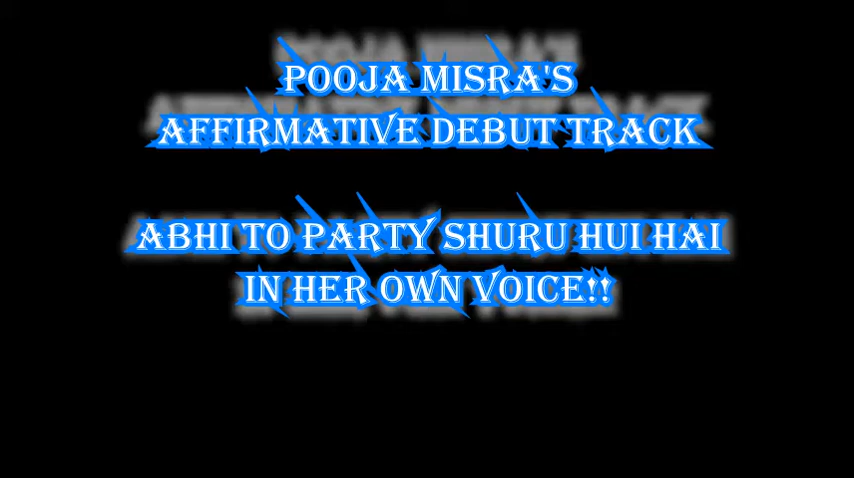 POOJA MISRA'S
AFFIRMATIVE DEBUT TRACK
ABHI TO PARTY SHURU HUI HAI
IN HER OWN VOICE!!